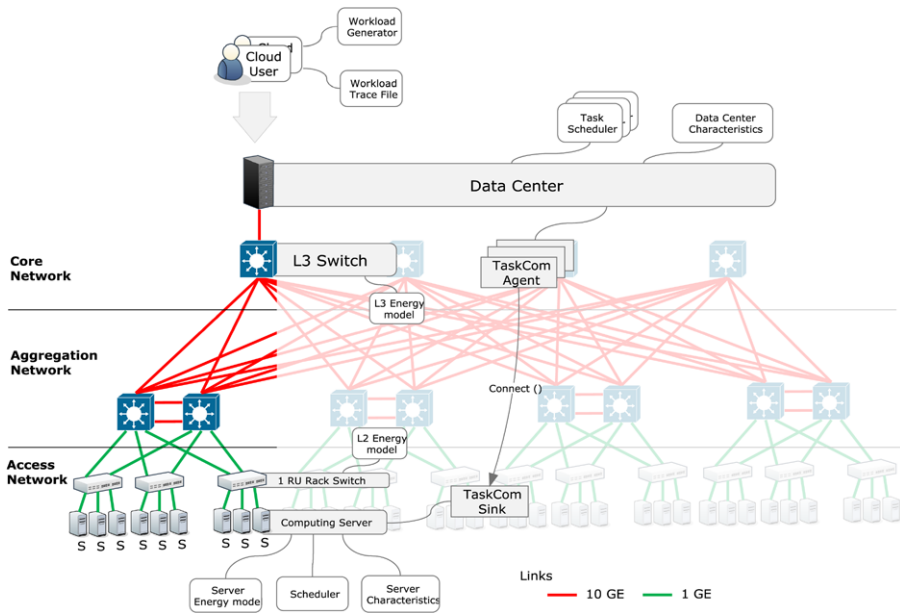 Workload
Generator
Cloud
User
Workload
Trace File
Task
Scheduler
Data Center
Characteristics
Data Center
Core
Network
L3 Switch
TaskCom
Agent
L3 Energy
model
Aggregation
Network
Connect ()
L2 Energy
model
Access
Network
1 RU Rack Switch
TaskCom
Sink
Computing Server
S S S S S S S S S
Server
Energy mode
Scheduler
Server
Characteristics
Links
10 GE
1 GE